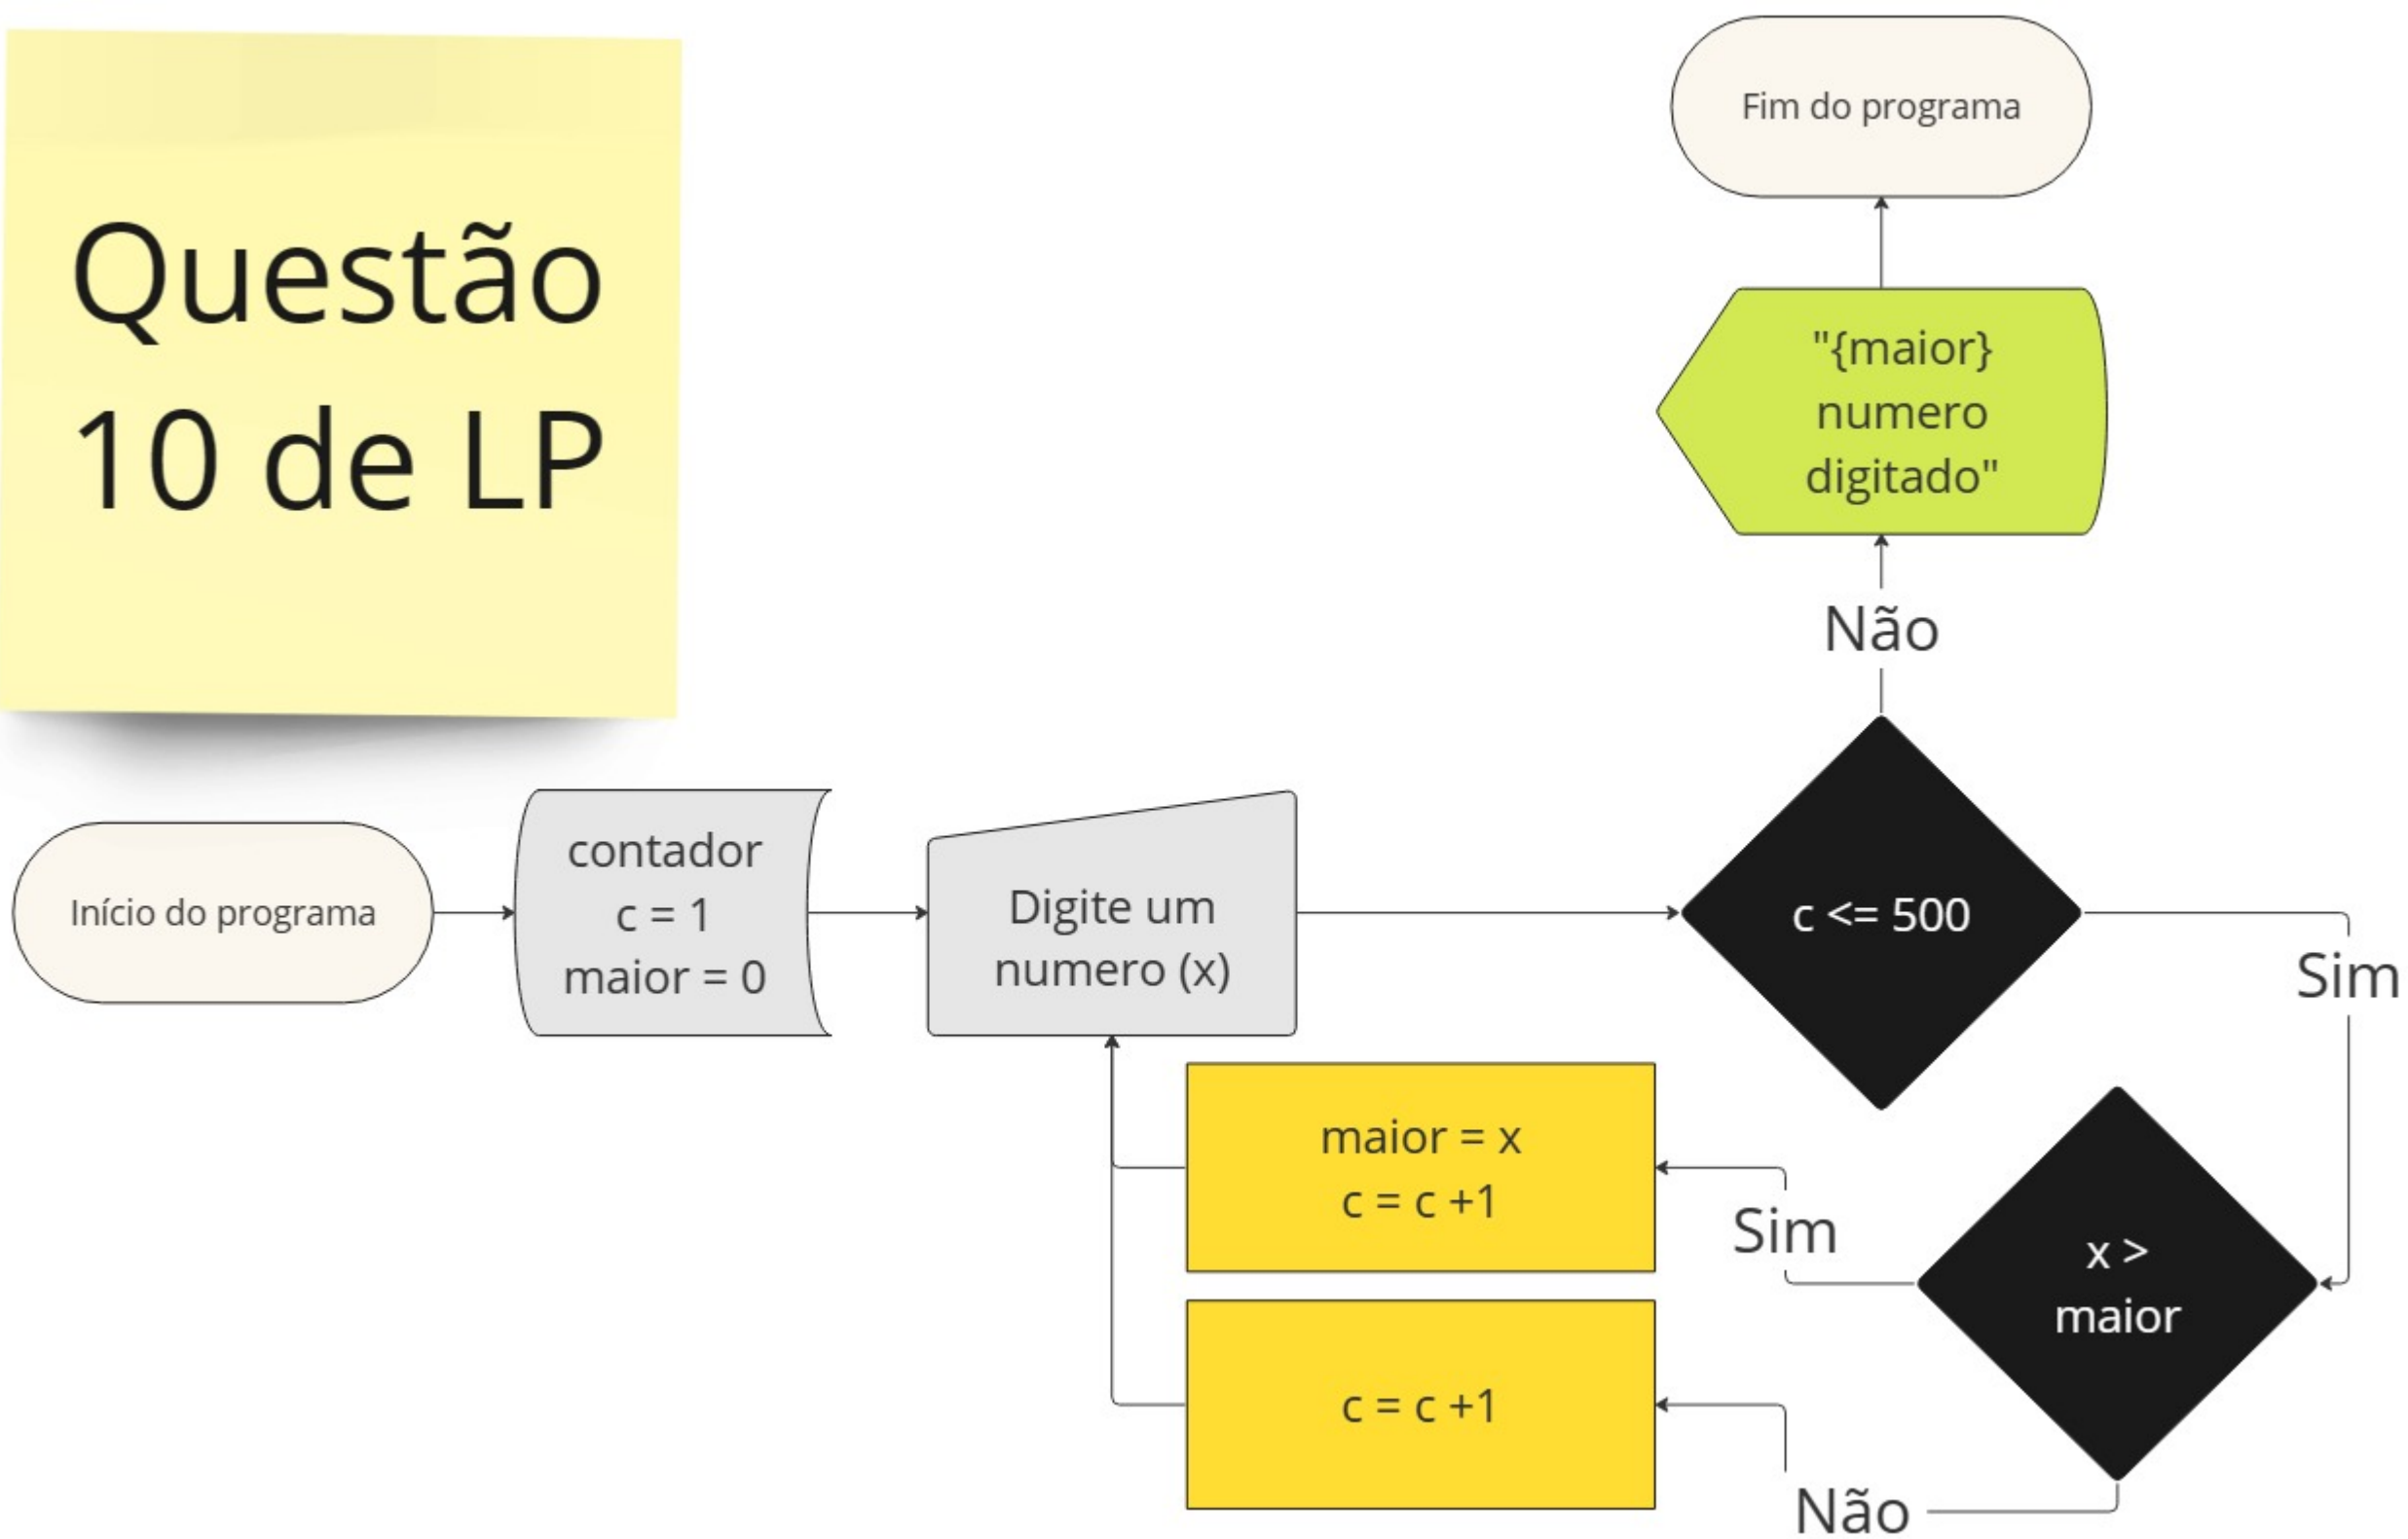 Questão
10 de LP
Início do programa
contador
c = 1
maior = 0
Digite um
numero (x)
c <= 500
Não
"{maior}
numero
digitado"
Fim do programa
Sim
x >
maior
Sim
maior = x
c = c +1
Não
c = c +1